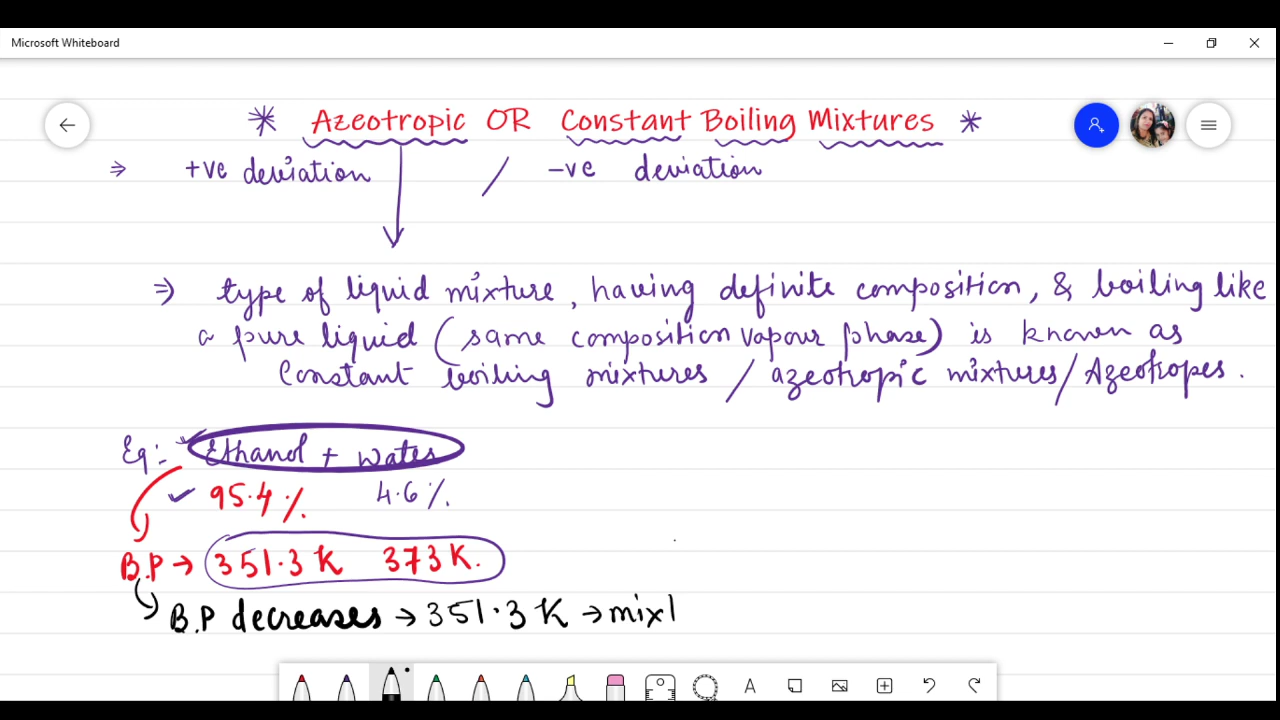 Microsoft Whiteboard
* Azeotropic OR Constant Boiling Mixtures *
⇒ +ve deviation / -ve deviation
⇒ type of liquid mixture, having definite composition, & boiling like
a pure liquid (same composition vapour phase) is known as
Constant boiling mixtures / azeotropic mixtures / Azeotropes.
Eg:- Ethanol + water
95.4% 4.6%
B.P → 351.3 K 373 K.
B.P decreases → 351.3 K → mixl
A